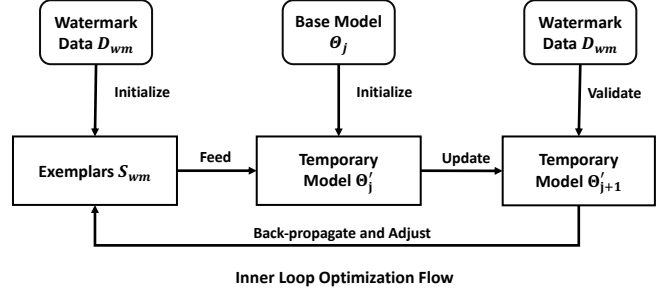 Watermark
Data D_wm
Base Model
Θ_j
Watermark
Data D_wm
Initialize
Initialize
Validate
Exemplars S_wm
Feed
Temporary
Model Θ′_j
Update
Temporary
Model Θ′_j+1
Back-propagate and Adjust
Inner Loop Optimization Flow